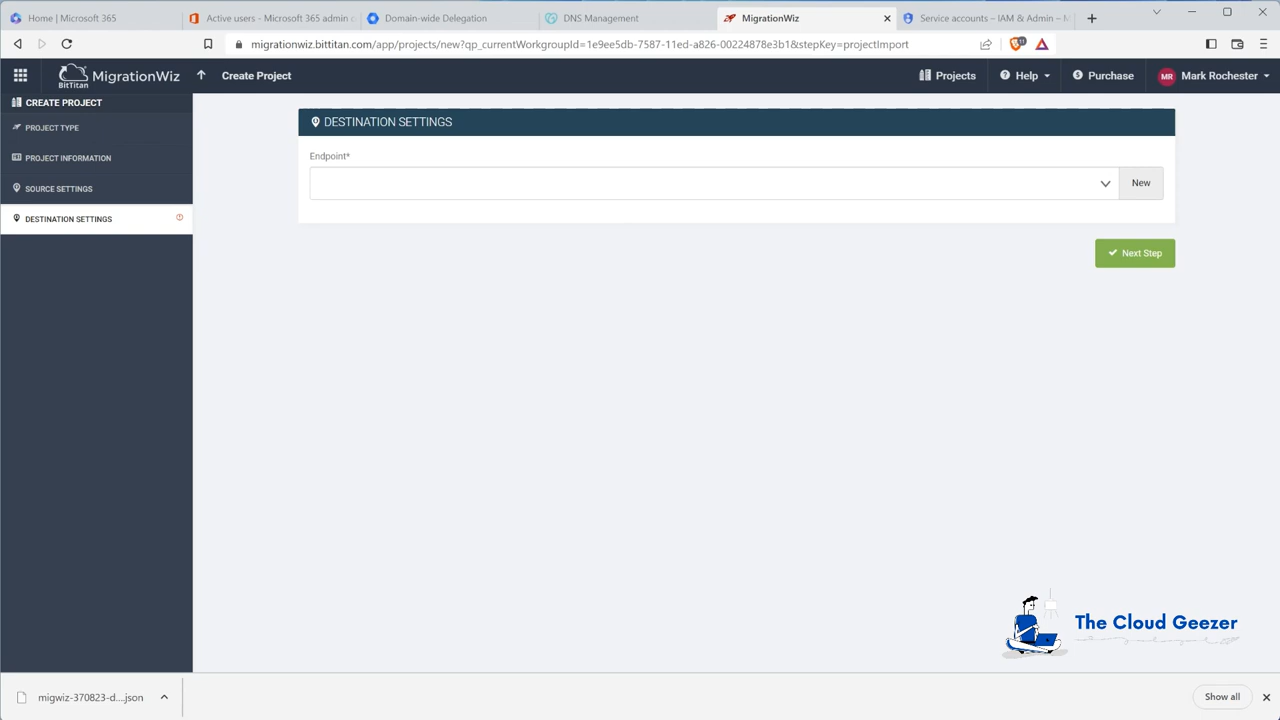 Home | Microsoft 365
Active users - Microsoft 365 admin c
Domain-wide Delegation
DNS Management
MigrationWiz
Service accounts – IAM & Admin – M
migrationwiz.bittitan.com/app/projects/new?qp_currentWorkgroupId=1e9ee5db-7587-11ed-a826-00224878e3b1&stepKey=projectImport
BitTitan MigrationWiz
Create Project
Projects
Help
Purchase
MR Mark Rochester
CREATE PROJECT
PROJECT TYPE
PROJECT INFORMATION
SOURCE SETTINGS
DESTINATION SETTINGS
DESTINATION SETTINGS
Endpoint*
New
Next Step
The Cloud Geezer
migwiz-370823-d....json
Show all